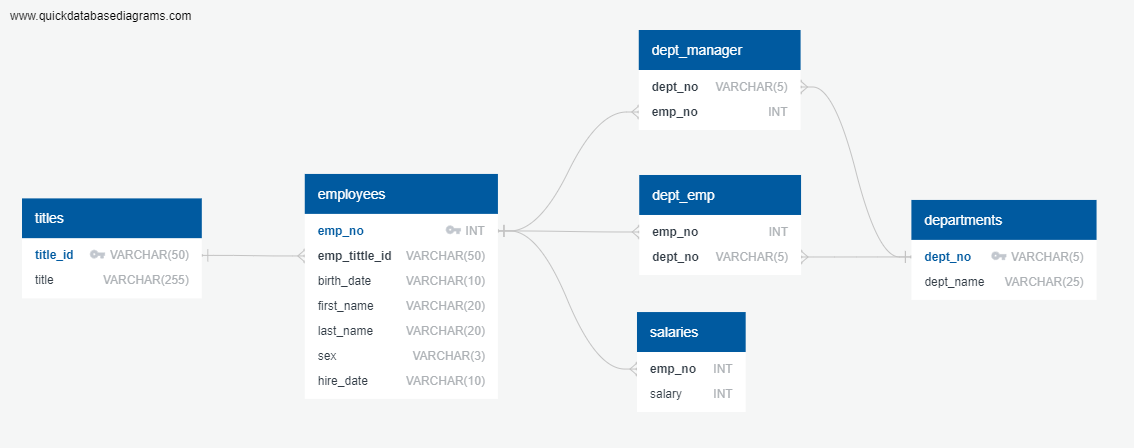 www.quickdatabasediagrams.com
titles
title_id VARCHAR(50)
title VARCHAR(255)
employees
emp_no INT
emp_tittle_id VARCHAR(50)
birth_date VARCHAR(10)
first_name VARCHAR(20)
last_name VARCHAR(20)
sex VARCHAR(3)
hire_date VARCHAR(10)
dept_manager
dept_no VARCHAR(5)
emp_no INT
dept_emp
emp_no INT
dept_no VARCHAR(5)
salaries
emp_no INT
salary INT
departments
dept_no VARCHAR(5)
dept_name VARCHAR(25)